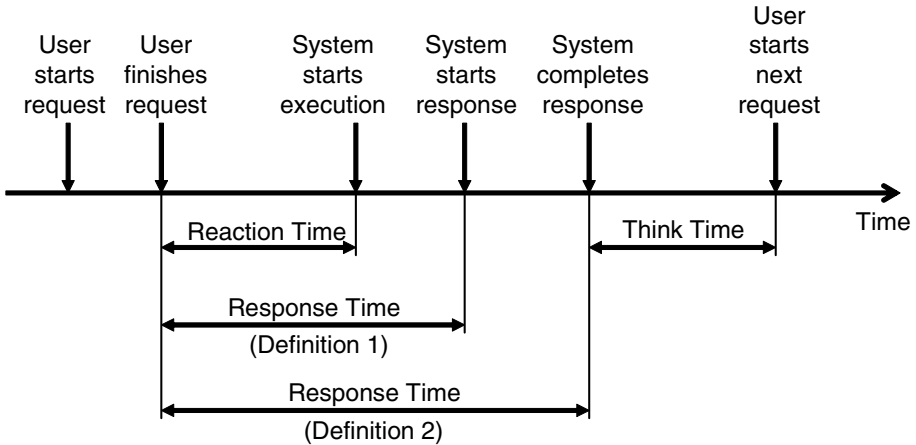 User
starts
request
User
finishes
request
System
starts
execution
System
starts
response
System
completes
response
User
starts
next
request
Time
Reaction Time
Think Time
Response Time
(Definition 1)
Response Time
(Definition 2)